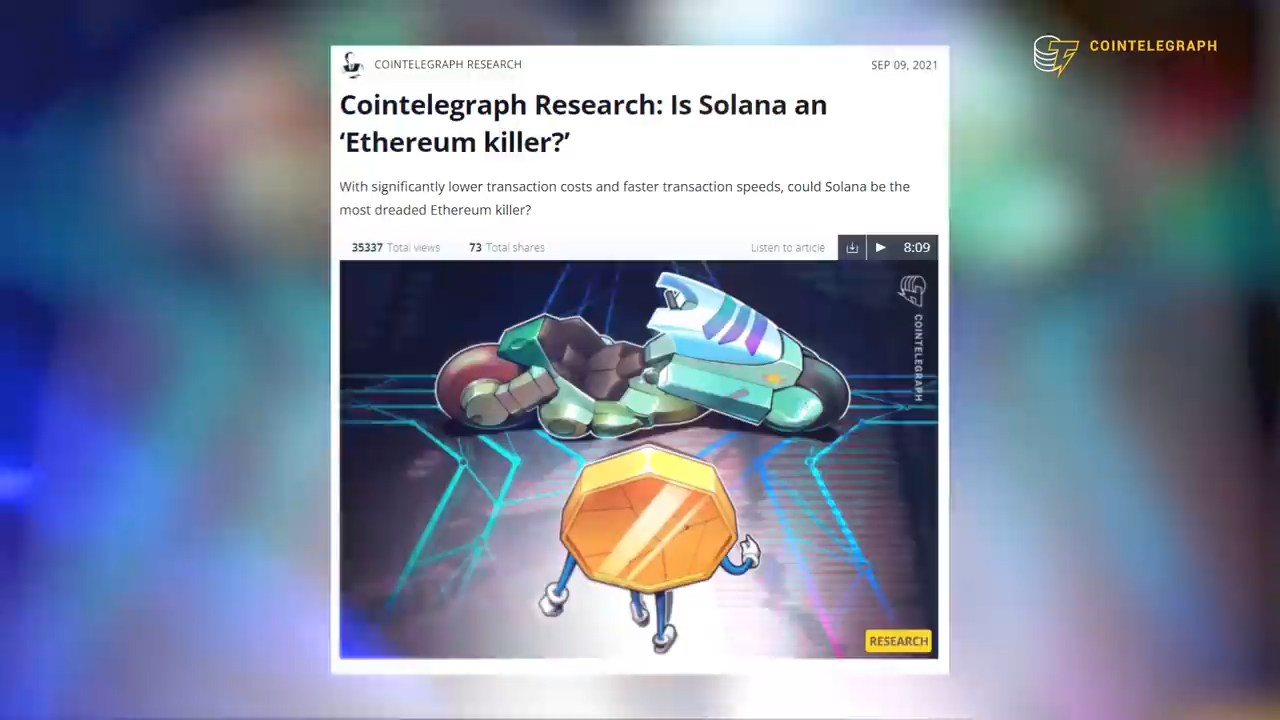 COINTELEGRAPH
COINTELEGRAPH RESEARCH
SEP 09, 2021
Cointelegraph Research: Is Solana an
‘Ethereum killer?’
With significantly lower transaction costs and faster transaction speeds, could Solana be the
most dreaded Ethereum killer?
35337 Total views 73 Total shares Listen to article 8:09
COINTELEGRAPH
RESEARCH